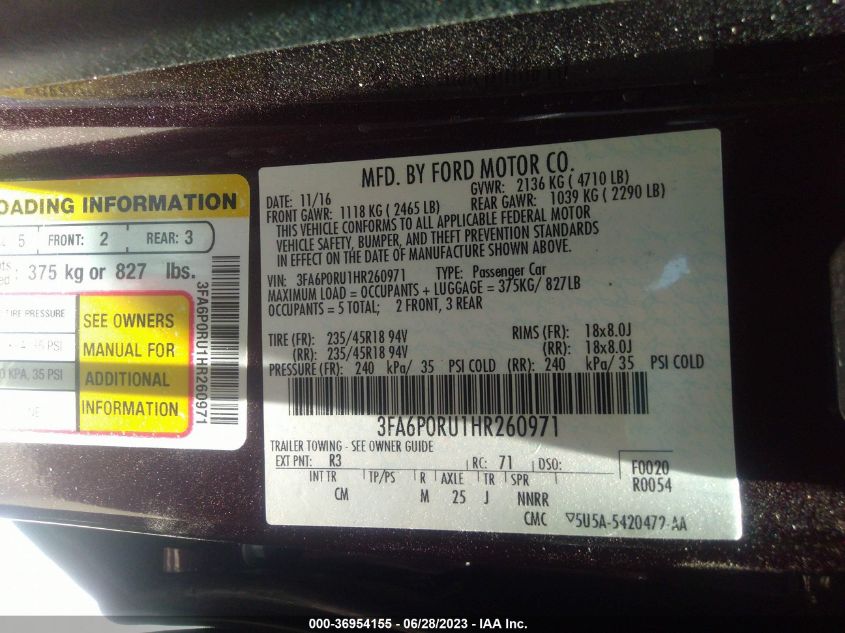 OADING INFORMATION
5 FRONT: 2 REAR: 3
375 kg or 827 lbs.
TIRE PRESSURE
SEE OWNERS
MANUAL FOR
ADDITIONAL
INFORMATION
KPA, 35 PSI
3FA6P0RU1HR260971
MFD. BY FORD MOTOR CO.
DATE: 11/16 GVWR: 2136 KG ( 4710 LB)
FRONT GAWR: 1118 KG ( 2465 LB) REAR GAWR: 1039 KG ( 2290 LB)
THIS VEHICLE CONFORMS TO ALL APPLICABLE FEDERAL MOTOR
VEHICLE SAFETY, BUMPER, AND THEFT PREVENTION STANDARDS
IN EFFECT ON THE DATE OF MANUFACTURE SHOWN ABOVE.
VIN: 3FA6P0RU1HR260971 TYPE: Passenger Car
MAXIMUM LOAD = OCCUPANTS + LUGGAGE = 375KG/ 827LB
OCCUPANTS = 5 TOTAL; 2 FRONT, 3 REAR
TIRE (FR): 235/45R18 94V RIMS (FR): 18x8.0J
(RR): 235/45R18 94V (RR): 18x8.0J
PRESSURE (FR): 240 kPa/ 35 PSI COLD (RR): 240 kPa/ 35 PSI COLD
3FA6P0RU1HR260971
TRAILER TOWING - SEE OWNER GUIDE
EXT PNT: R3 RC: 71 DSO: F0020
R0054
INT TR TP/PS R AXLE TR SPR
CM M 25 J NNRR
CMC 5U5A-5420472-AA
000-36954155 - 06/28/2023 - IAA Inc.